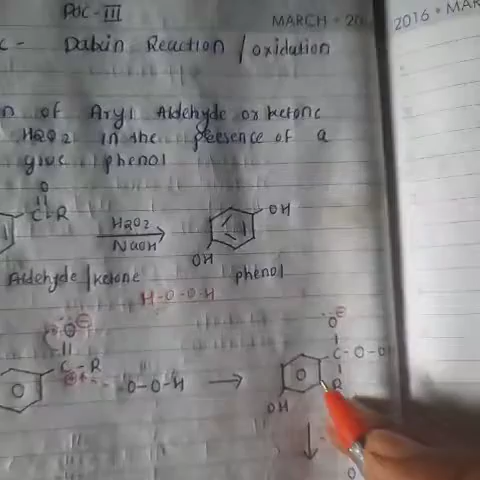 POC-III
MARCH 20
2016 • MAR
c- Dakin Reaction / oxidation
n of Aryl Aldehyde or ketone
H2O2 in the presence of a
give phenol
O
C R
H2O2
NaOH
OH
OH
Aldehyde/ketone
phenol
H-O-O-H
O⊖
C-R
⊕
-O-O-H
O⊖
C-O-O
R
OH
O